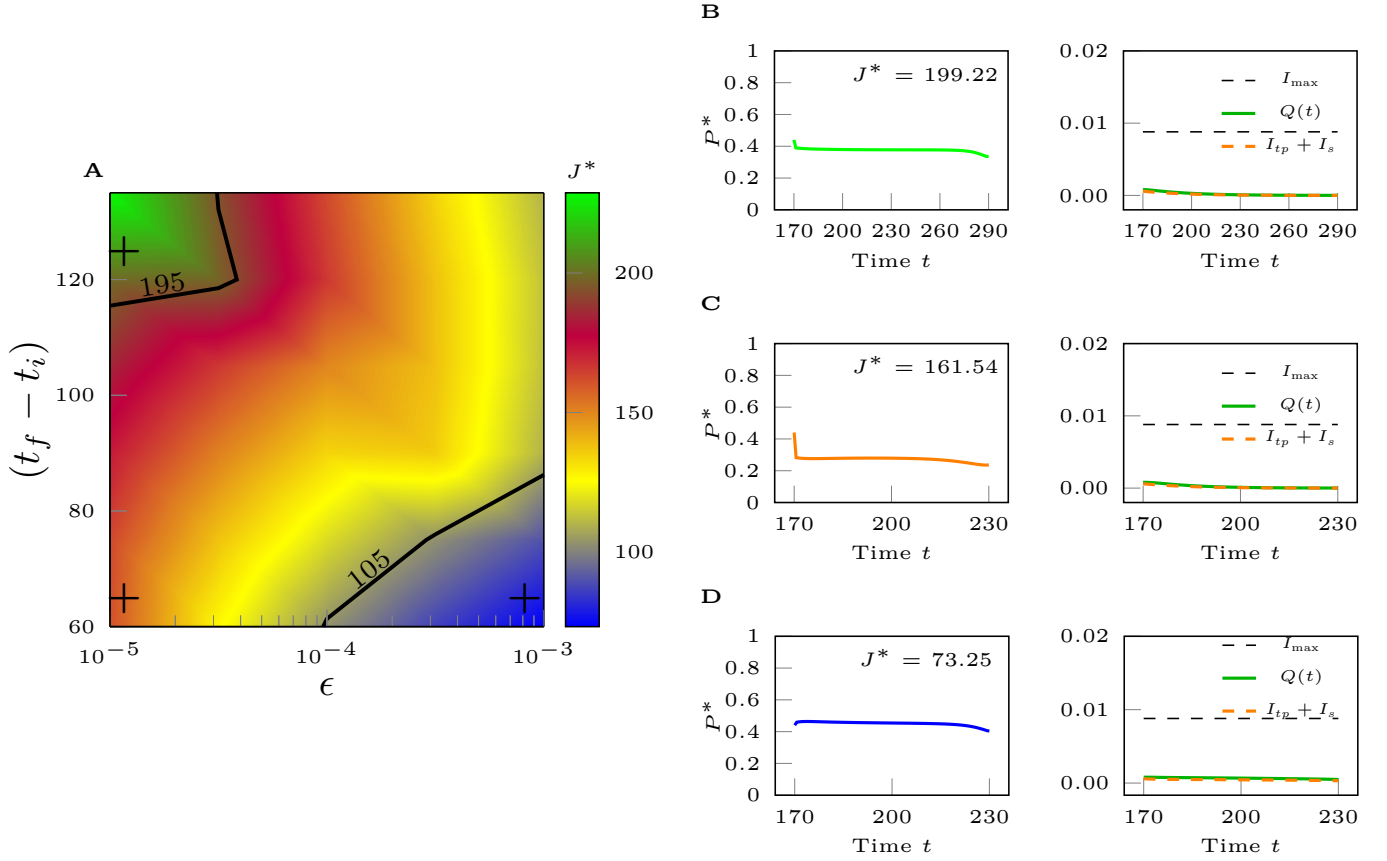 A
J*
(t_f − t_i)
120
100
80
60
195
105
10^−5
10^−4
10^−3
ϵ
200
150
100
B
P*
1
0.8
0.6
0.4
0.2
0
J* = 199.22
170 200 230 260 290
Time t
0.02
0.01
0.00
I_max
Q(t)
I_tp + I_s
170 200 230 260 290
Time t
C
P*
1
0.8
0.6
0.4
0.2
0
J* = 161.54
170 200 230
Time t
0.02
0.01
0.00
I_max
Q(t)
I_tp + I_s
170 200 230
Time t
D
P*
1
0.8
0.6
0.4
0.2
0
J* = 73.25
170 200 230
Time t
0.02
0.01
0.00
I_max
Q(t)
I_tp + I_s
170 200 230
Time t